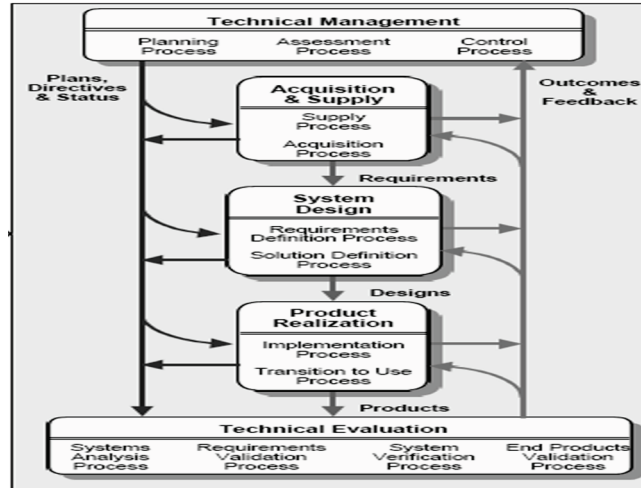 Technical Management
Planning Process
Assessment Process
Control Process
Plans,
Directives
& Status
Outcomes
&
Feedback
Acquisition
& Supply
Supply
Process
Acquisition
Process
Requirements
System
Design
Requirements
Definition Process
Solution Definition
Process
Designs
Product
Realization
Implementation
Process
Transition to Use
Process
Products
Technical Evaluation
Systems Analysis Process
Requirements Validation Process
System Verification Process
End Products Validation Process